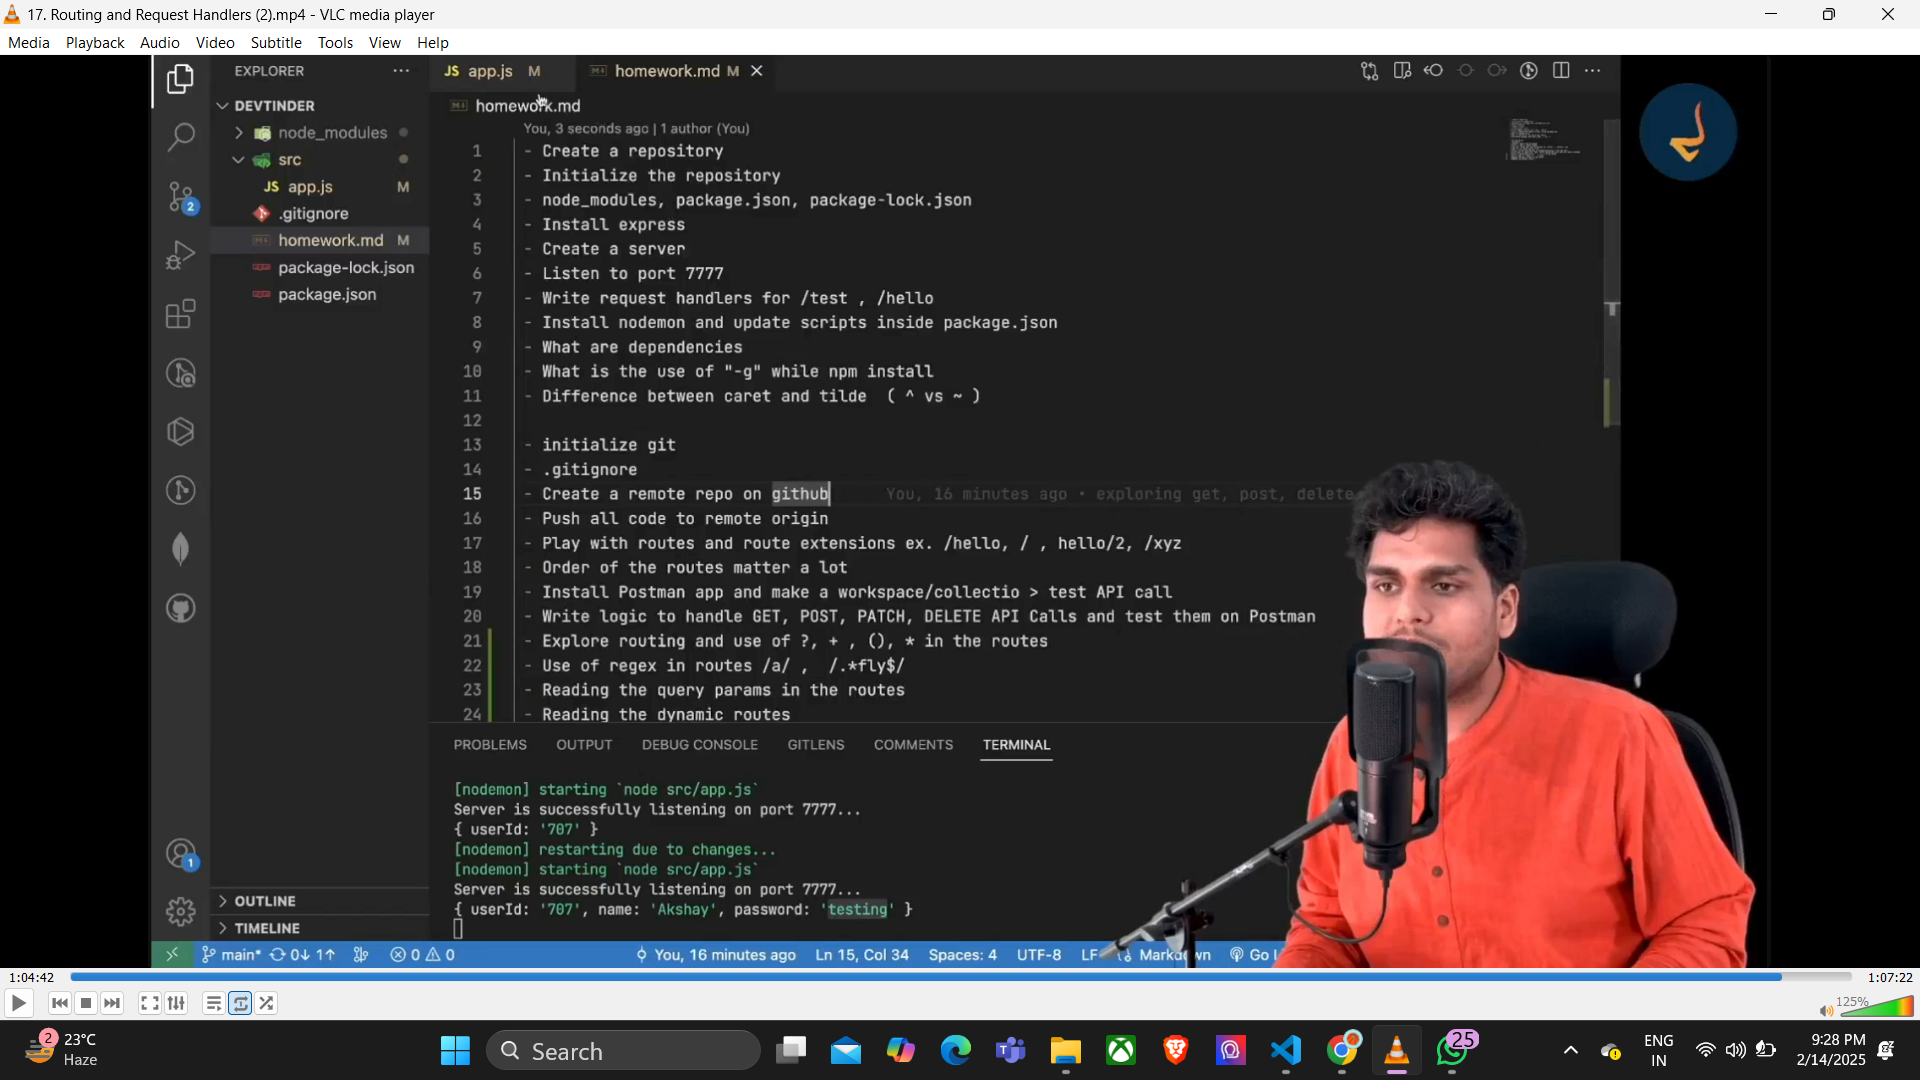 17. Routing and Request Handlers (2).mp4 - VLC media player
Media Playback Audio Video Subtitle Tools View Help
EXPLORER
JS app.js M
homework.md M
DEVTINDER
homework.md
node_modules
You, 3 seconds ago | 1 author (You)
src
JS app.js M
.gitignore
homework.md M
package-lock.json
package.json
2
1 - Create a repository
2 - Initialize the repository
3 - node_modules, package.json, package-lock.json
4 - Install express
5 - Create a server
6 - Listen to port 7777
7 - Write request handlers for /test , /hello
8 - Install nodemon and update scripts inside package.json
9 - What are dependencies
10 - What is the use of "-g" while npm install
11 - Difference between caret and tilde ( ^ vs ~ )
12
13 - initialize git
14 - .gitignore
15 - Create a remote repo on github You, 16 minutes ago • exploring get, post, delete
16 - Push all code to remote origin
17 - Play with routes and route extensions ex. /hello, / , hello/2, /xyz
18 - Order of the routes matter a lot
19 - Install Postman app and make a workspace/collectio > test API call
20 - Write logic to handle GET, POST, PATCH, DELETE API Calls and test them on Postman
21 - Explore routing and use of ?, + , (), * in the routes
22 - Use of regex in routes /a/ , /.*fly$/
23 - Reading the query params in the routes
24 - Reading the dynamic routes
PROBLEMS OUTPUT DEBUG CONSOLE GITLENS COMMENTS TERMINAL
[nodemon] starting `node src/app.js`
Server is successfully listening on port 7777...
{ userId: '707' }
[nodemon] restarting due to changes...
[nodemon] starting `node src/app.js`
Server is successfully listening on port 7777...
{ userId: '707', name: 'Akshay', password: 'testing' }
1
OUTLINE
TIMELINE
main* 0↓ 1↑ 0 0 You, 16 minutes ago Ln 15, Col 34 Spaces: 4 UTF-8 LF Markdown Go
1:04:42
1:07:22
125%
2
23°C
Haze
Search
25
ENG
IN
9:28 PM
2/14/2025